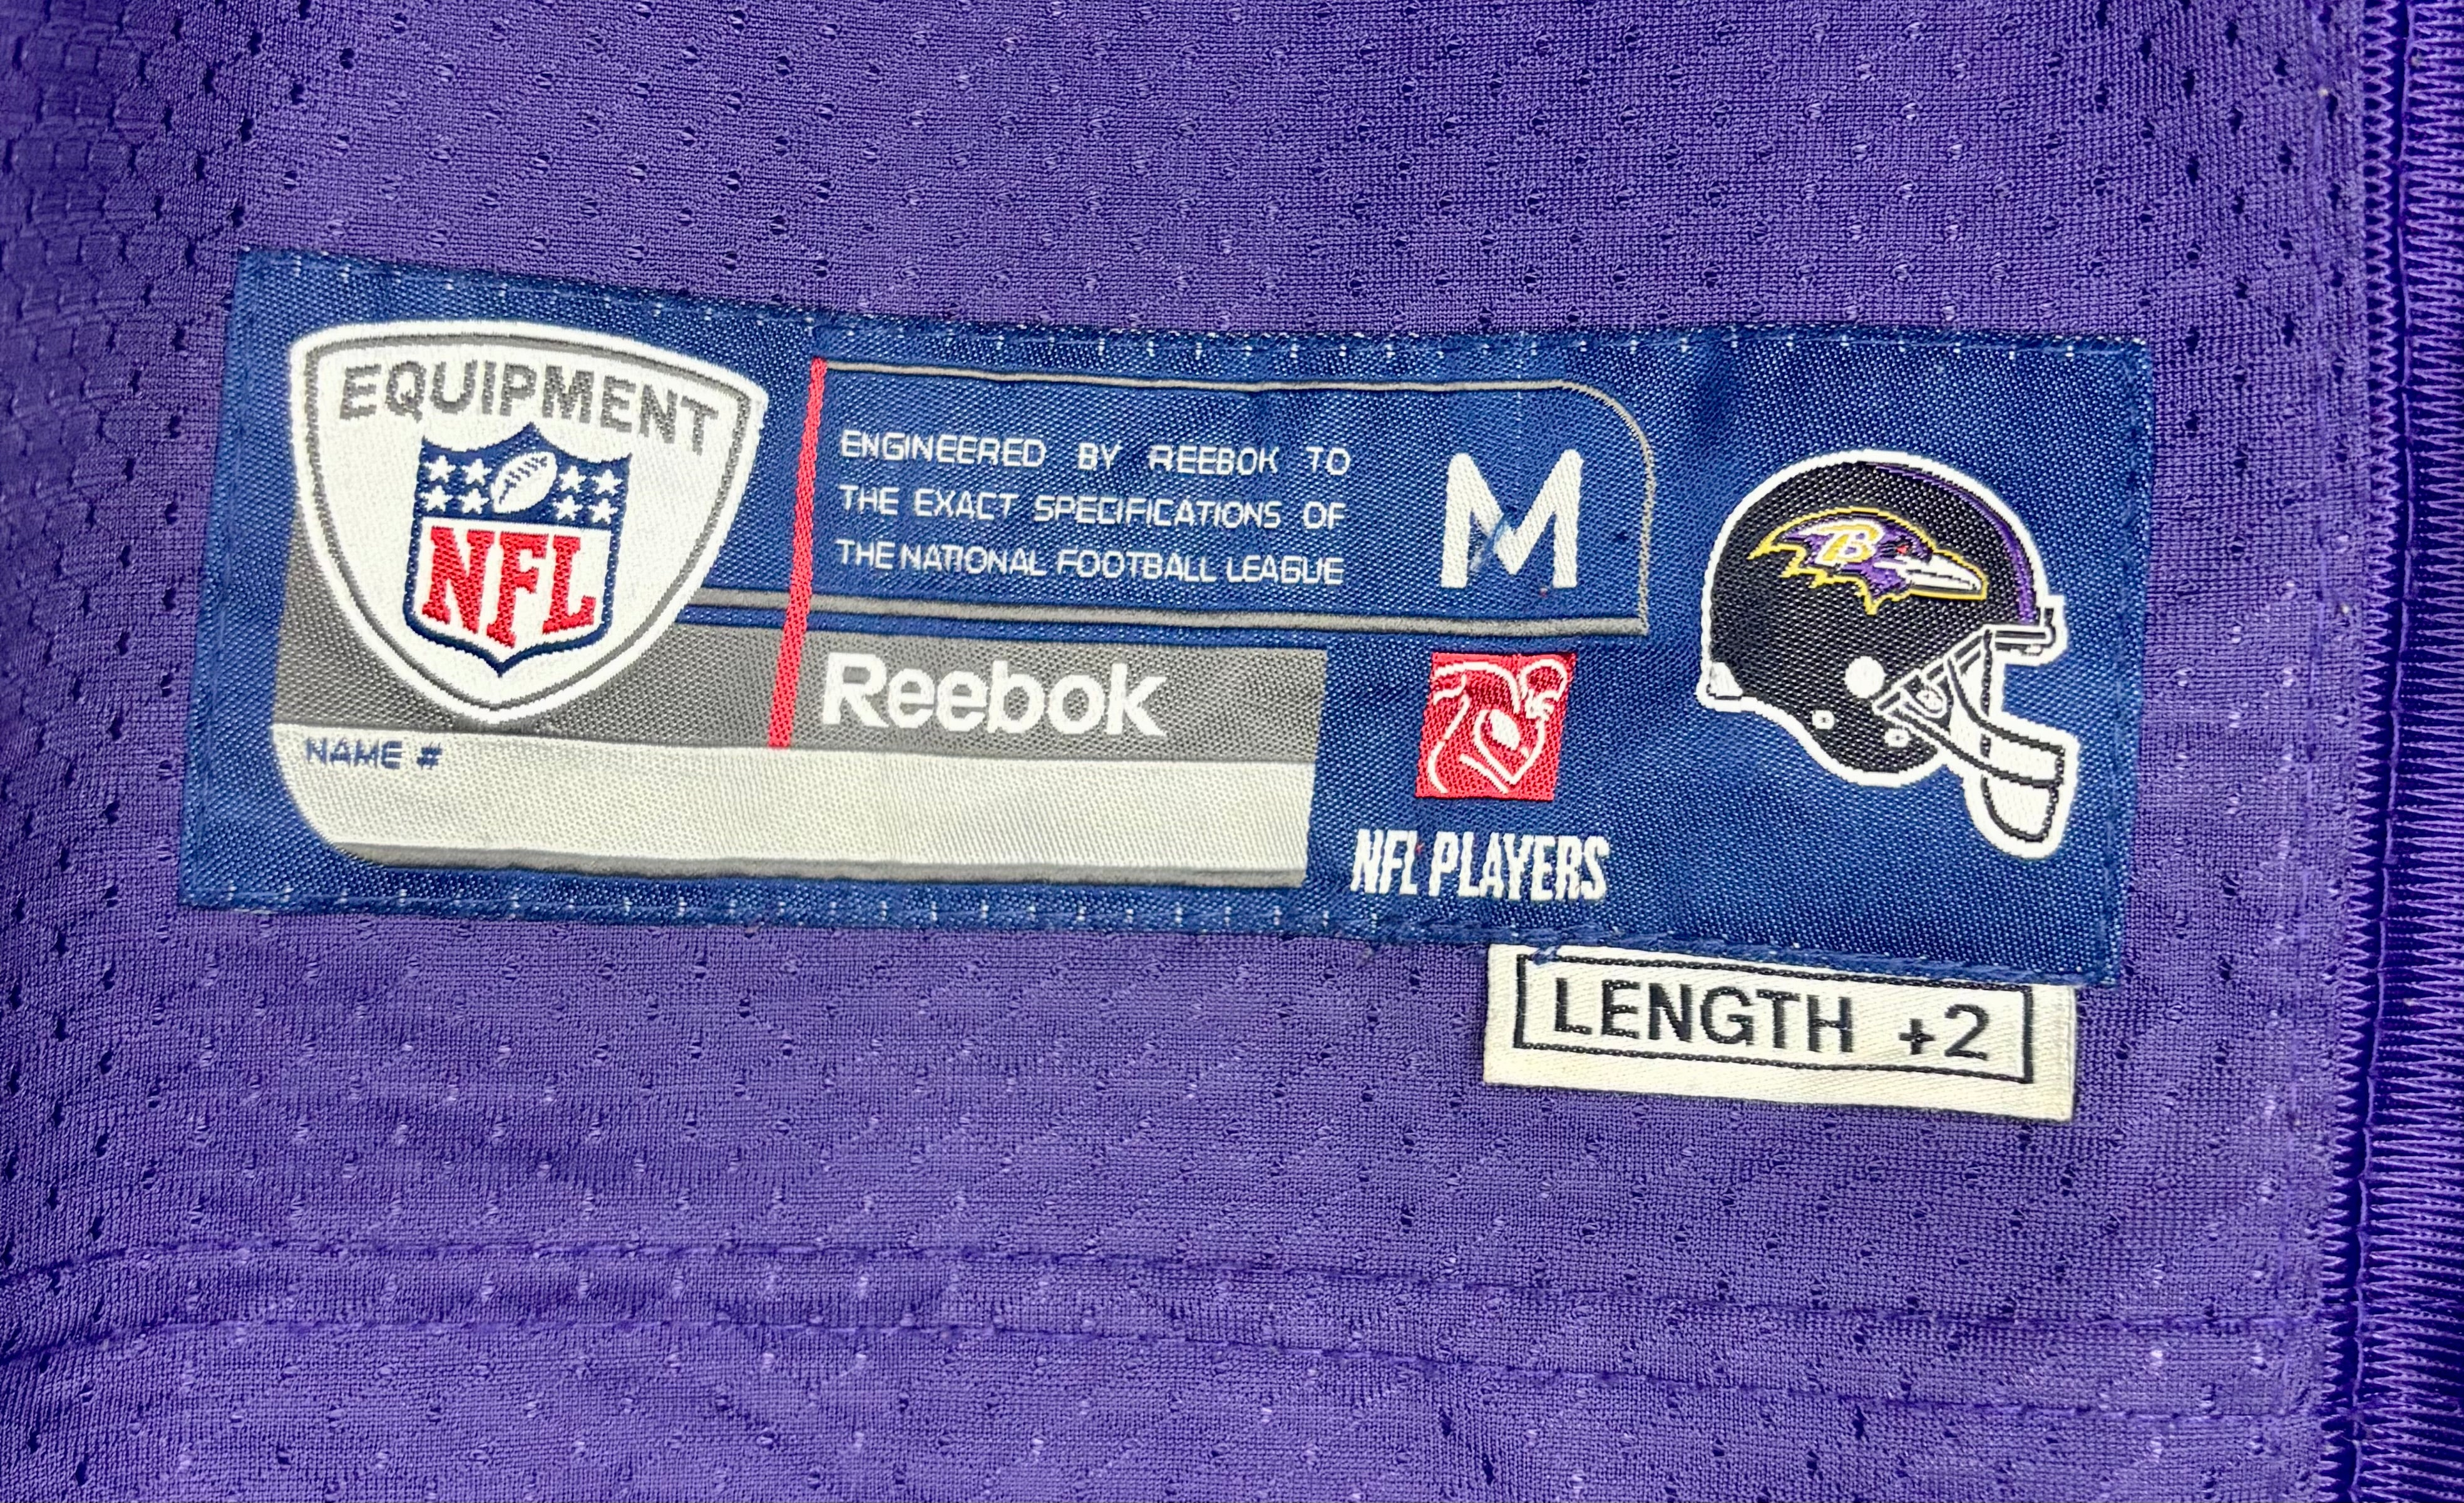 EQUIPMENT
NFL
ENGINEERED BY REEBOK TO
THE EXACT SPECIFICATIONS OF
THE NATIONAL FOOTBALL LEAGUE
M
B
Reebok
NAME #
NFL PLAYERS
LENGTH +2